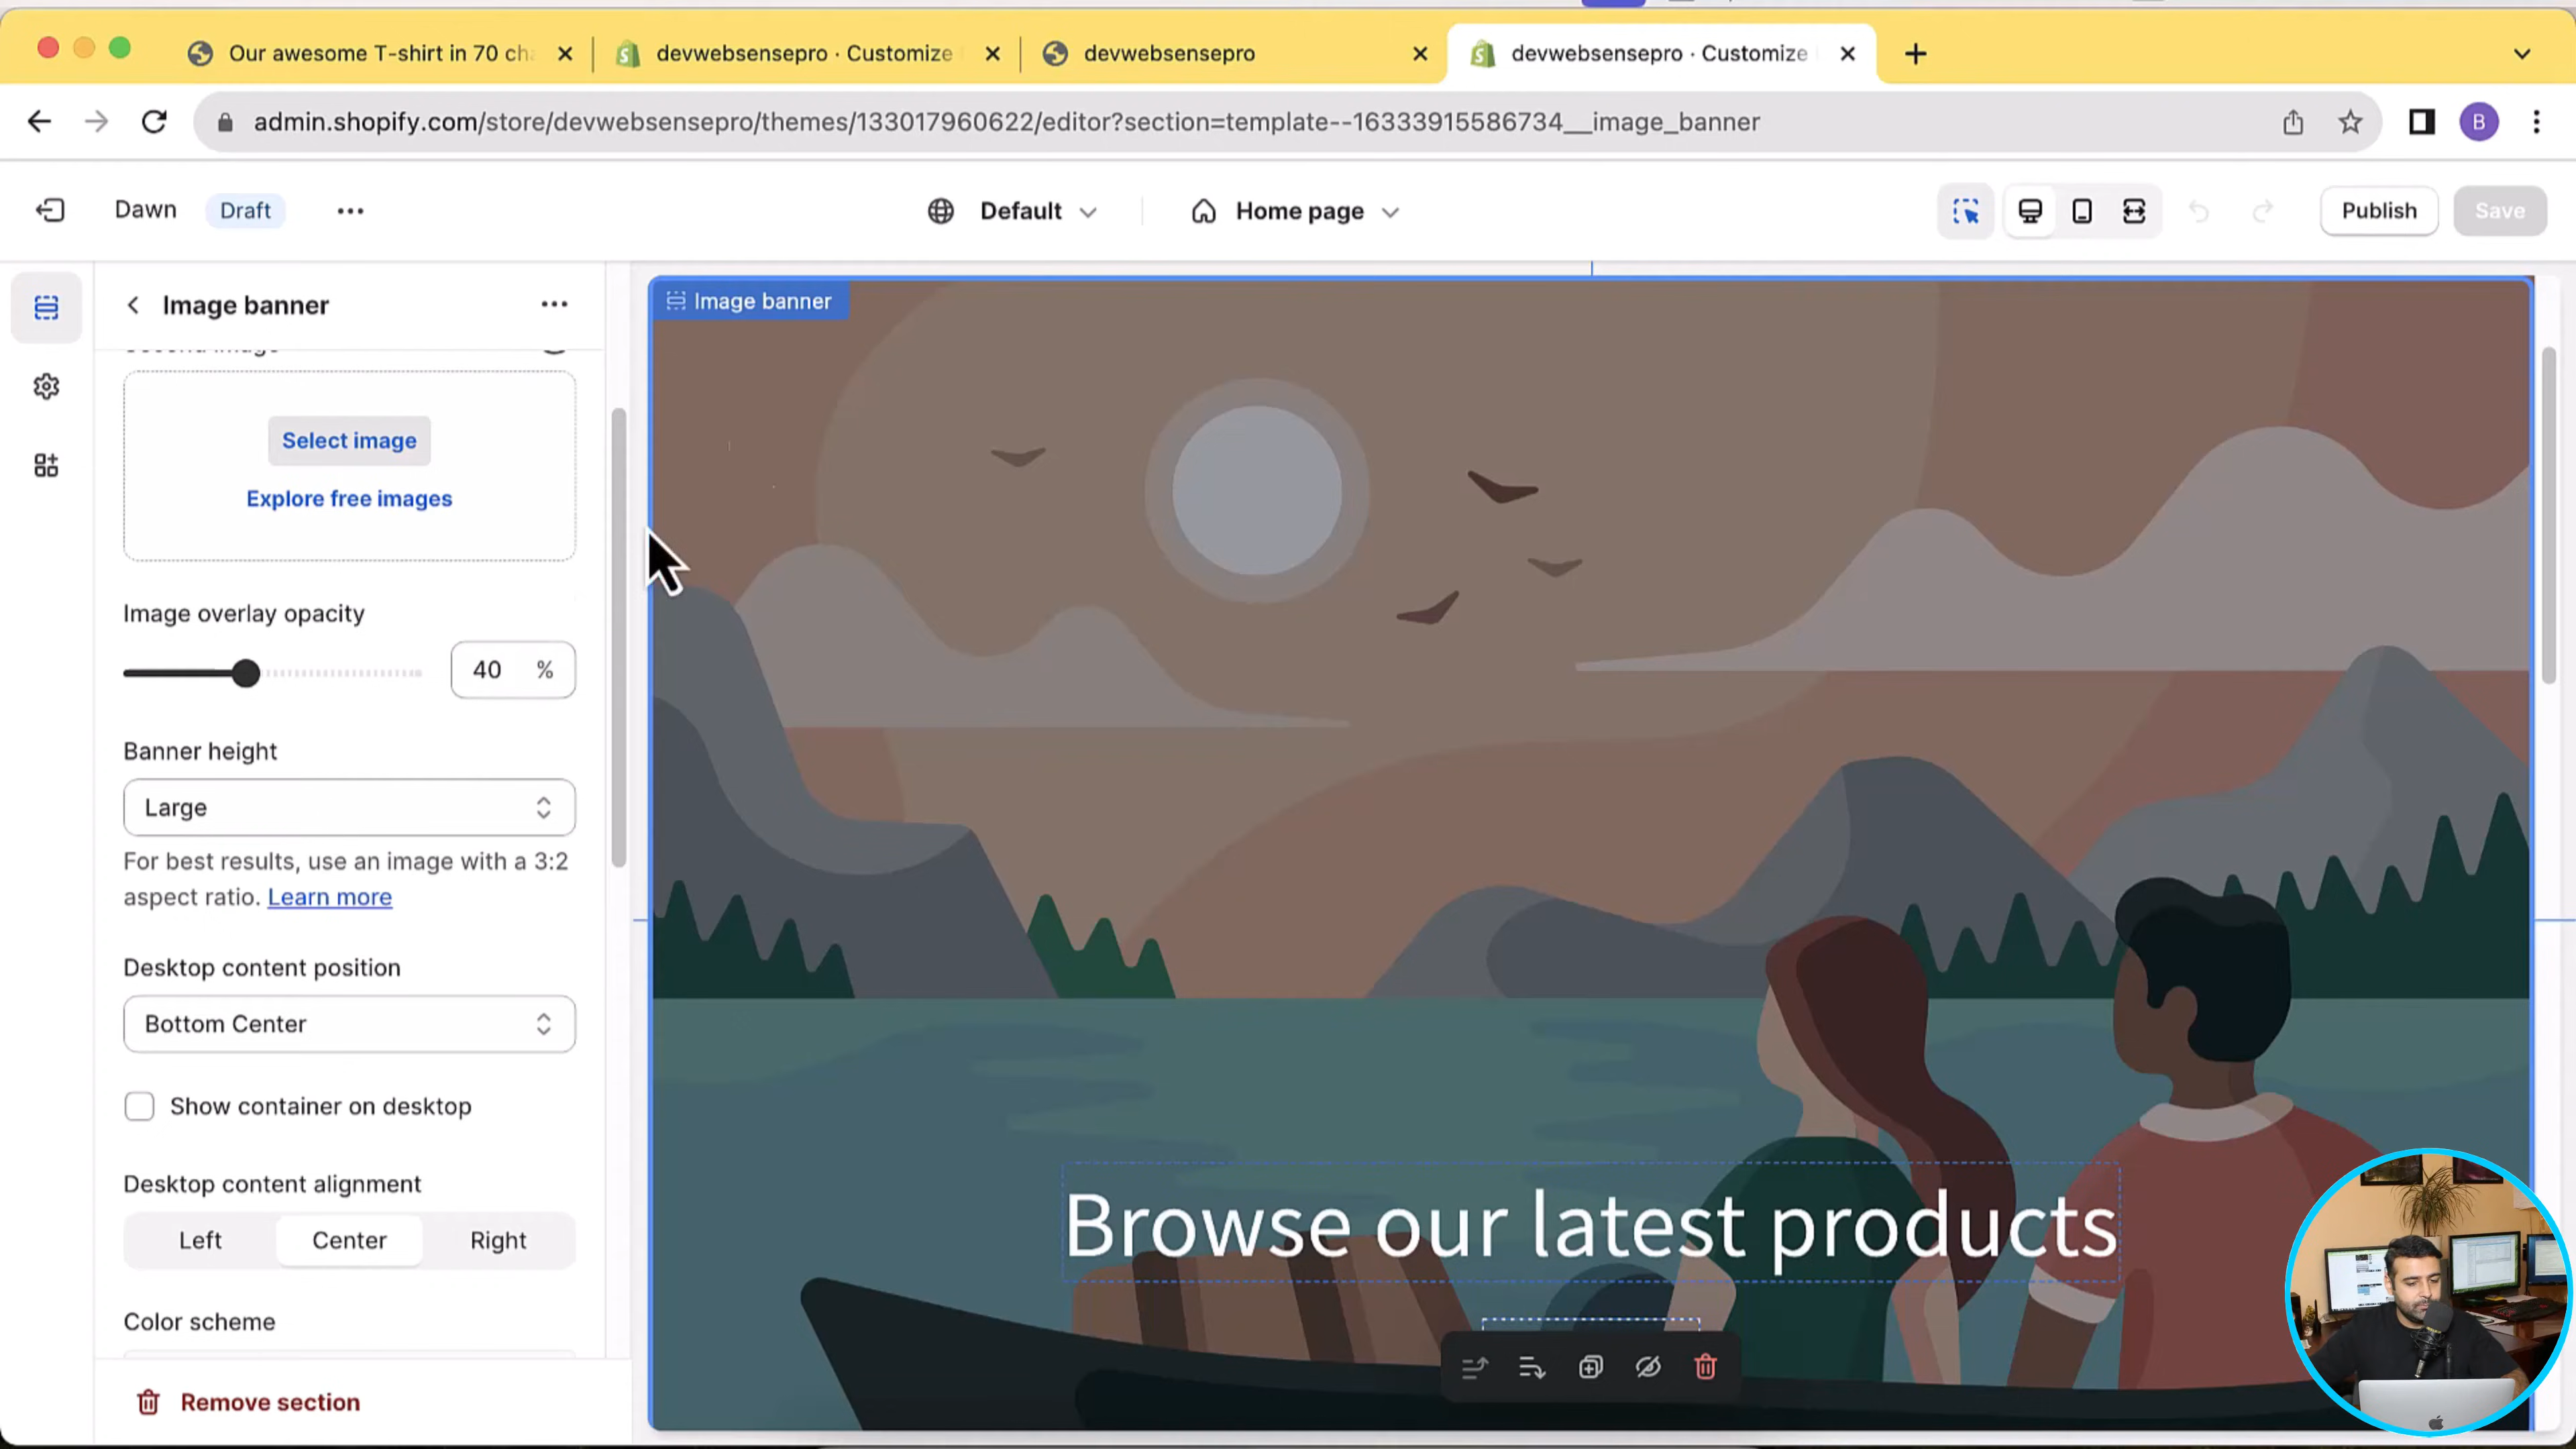 Our awesome T-shirt in 70 cha
devwebsensepro · Customize
devwebsensepro
devwebsensepro · Customize
admin.shopify.com/store/devwebsensepro/themes/133017960622/editor?section=template--16333915586734__image_banner
B
Dawn
Draft
Default
Home page
Publish
Save
Image banner
Image banner
Second image
Select image
Explore free images
Image overlay opacity
40 %
Banner height
Large
For best results, use an image with a 3:2
aspect ratio. Learn more
Desktop content position
Bottom Center
Show container on desktop
Desktop content alignment
Left Center Right
Color scheme
Remove section
Browse our latest products